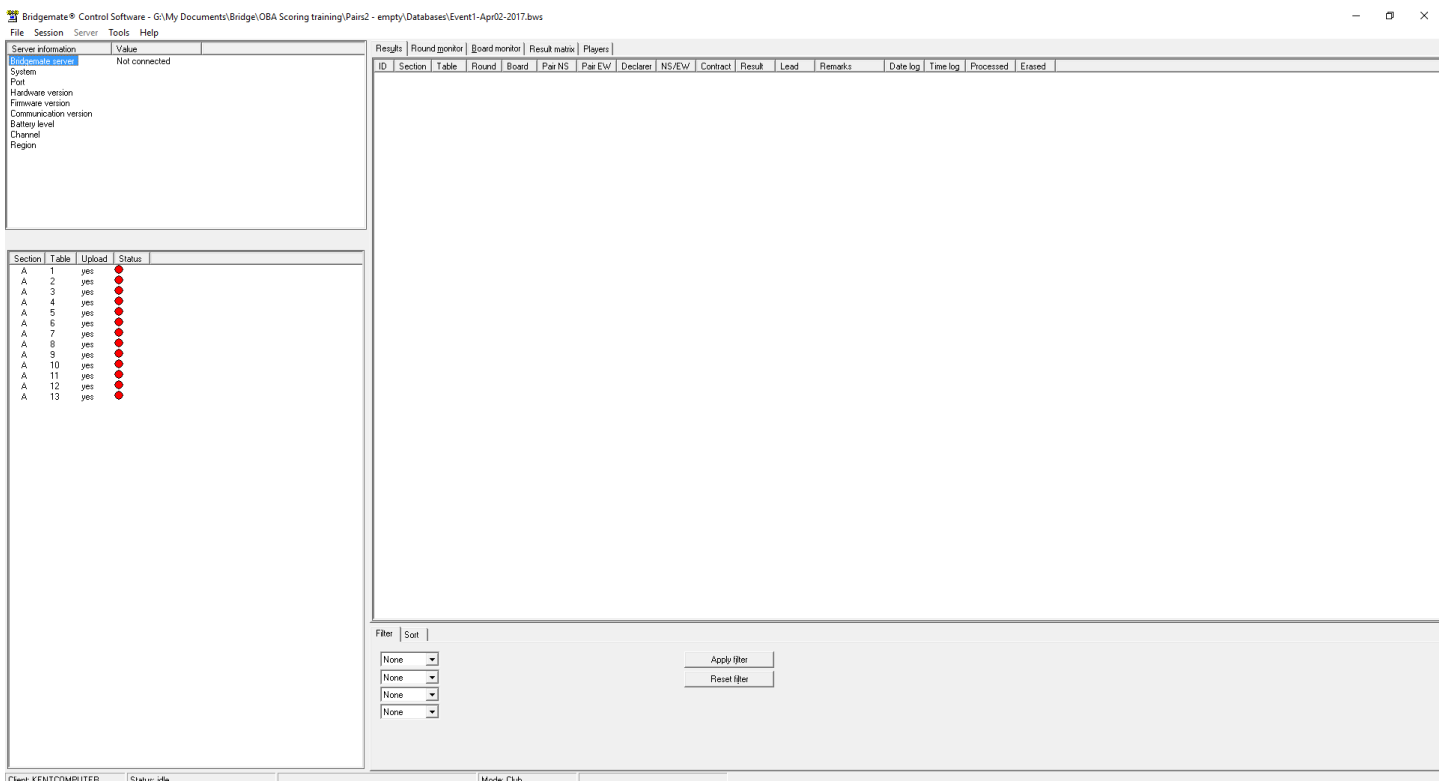 Bridgemate® Control Software - G:\My Documents\Bridge\OBA Scoring training\Pairs2 - empty\Databases\Event1-Apr02-2017.bws
File Session Server Tools Help
Server information Value
Bridgemate server Not connected
System
Port
Hardware version
Firmware version
Communication version
Battery level
Channel
Region
Section Table Upload Status
A 1 yes
A 2 yes
A 3 yes
A 4 yes
A 5 yes
A 6 yes
A 7 yes
A 8 yes
A 9 yes
A 10 yes
A 11 yes
A 12 yes
A 13 yes
Results Round monitor Board monitor Result matrix Players
ID Section Table Round Board Pair NS Pair EW Declarer NS/EW Contract Result Lead Remarks Date log Time log Processed Erased
Filter Sort
None Apply filter
None Reset filter
None
None
Client: KENTCOMPUTER Status: idle Mode: Club